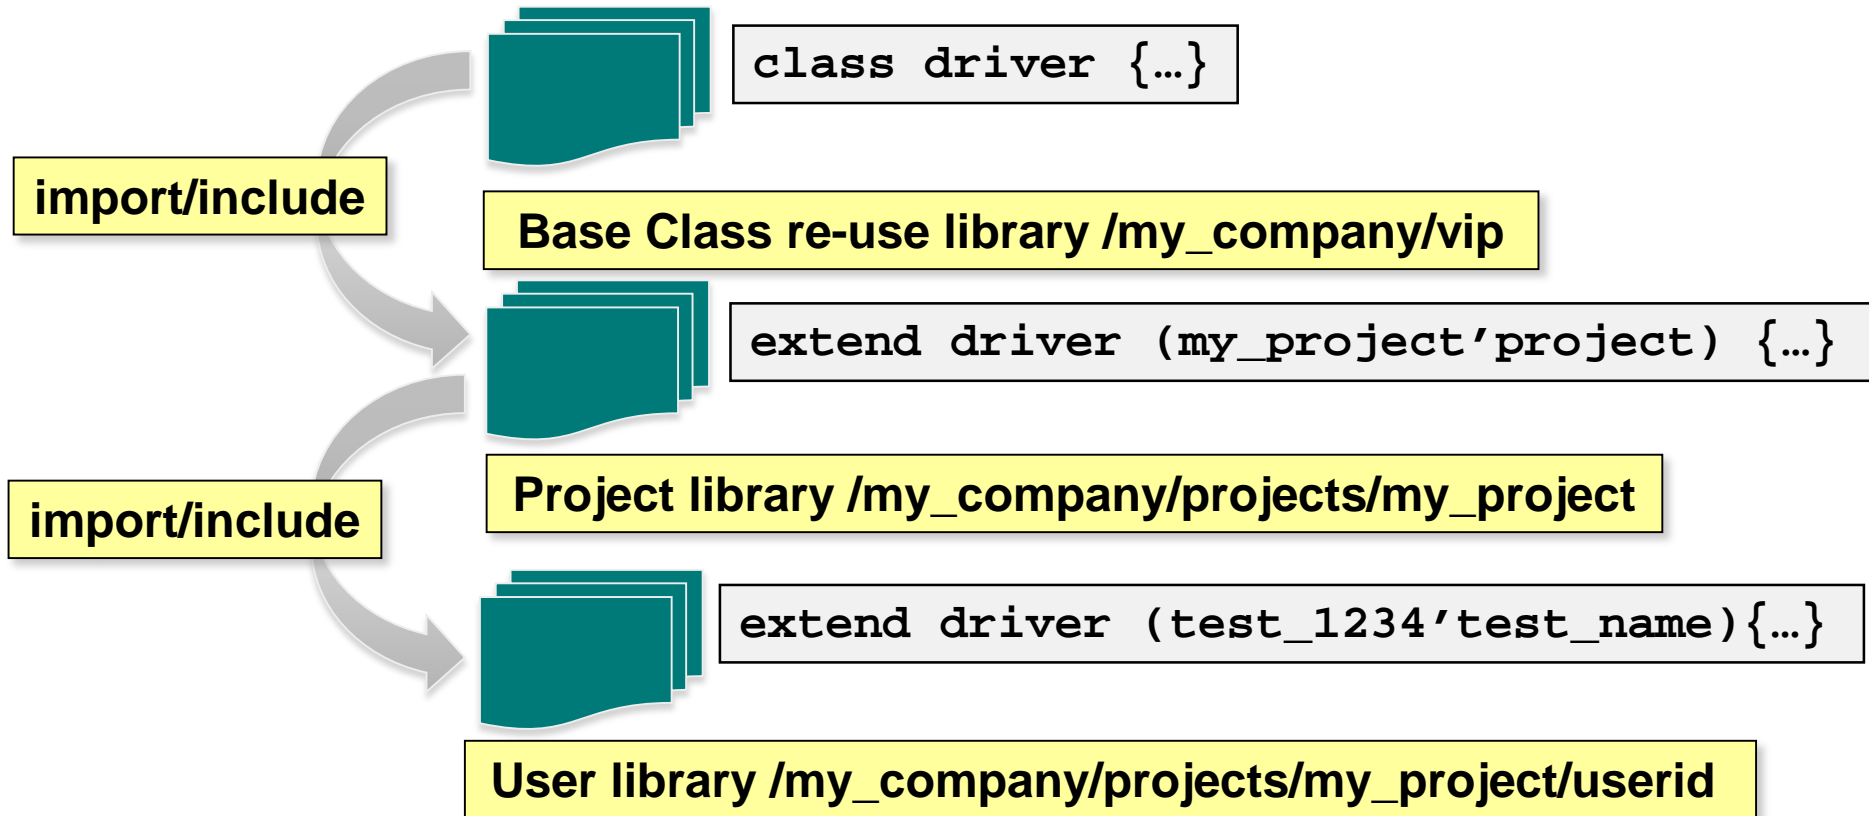 class driver {…}
import/include
Base Class re-use library /my_company/vip
extend driver (my_project’project) {…}
import/include
Project library /my_company/projects/my_project
extend driver (test_1234’test_name){…}
User library /my_company/projects/my_project/userid